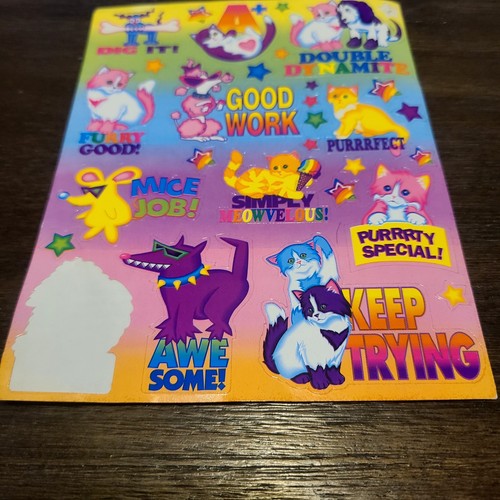 DIG IT!
A+
DOUBLE
DYNAMITE
FURRY
GOOD!
GOOD
WORK
PURRRFECT
MICE
JOB!
SIMPLY
MEOWVELOUS!
PURRRTY
SPECIAL!
AWE
SOME!
KEEP
TRYING